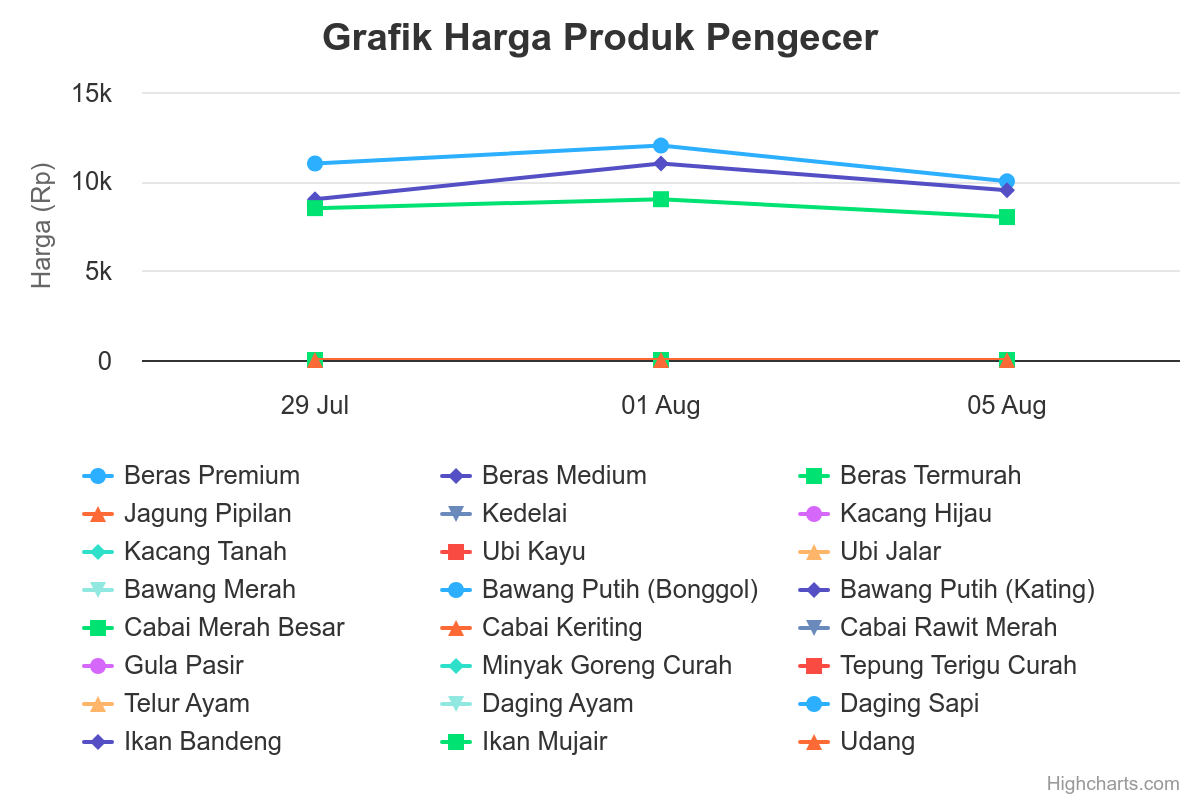 Grafik Harga Produk Pengecer
Harga (Rp)
15k
10k
5k
0
29 Jul 01 Aug 05 Aug
Beras Premium Beras Medium Beras Termurah
Jagung Pipilan Kedelai Kacang Hijau
Kacang Tanah Ubi Kayu Ubi Jalar
Bawang Merah Bawang Putih (Bonggol) Bawang Putih (Kating)
Cabai Merah Besar Cabai Keriting Cabai Rawit Merah
Gula Pasir Minyak Goreng Curah Tepung Terigu Curah
Telur Ayam Daging Ayam Daging Sapi
Ikan Bandeng Ikan Mujair Udang
Highcharts.com